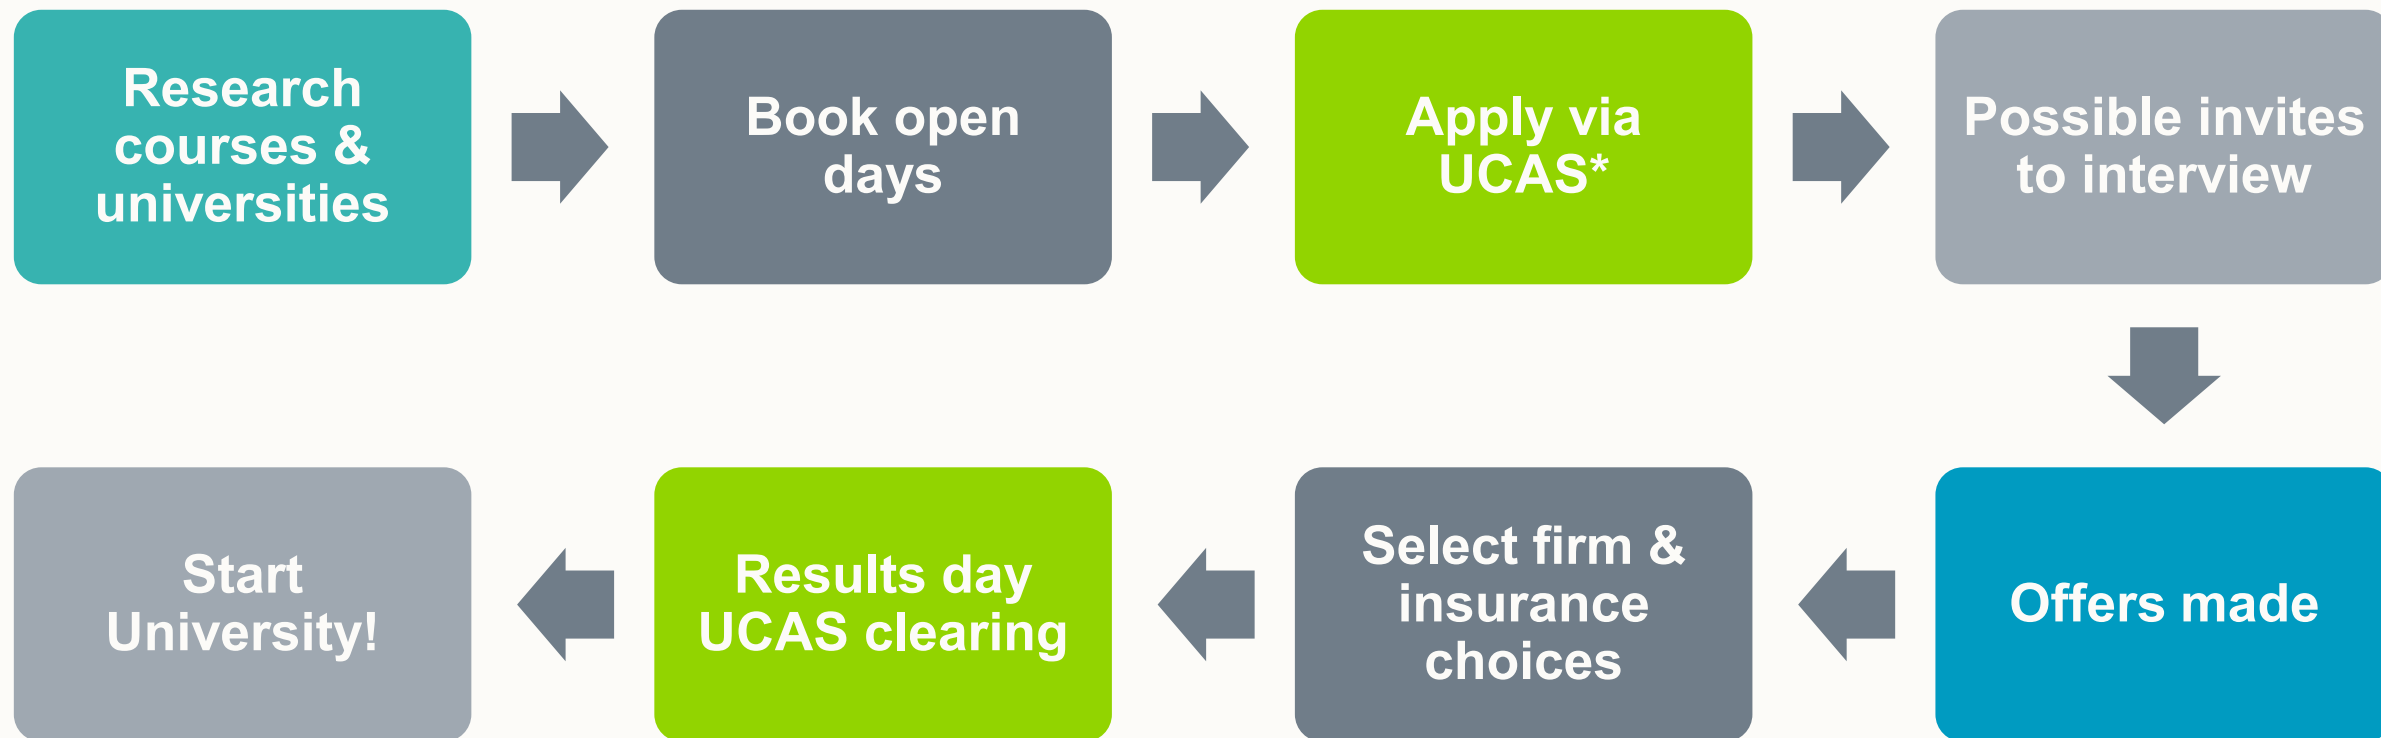 Research
courses &
universities
Book open
days
Apply via
UCAS*
Possible invites
to interview
Offers made
Select firm &
insurance
choices
Results day
UCAS clearing
Start
University!